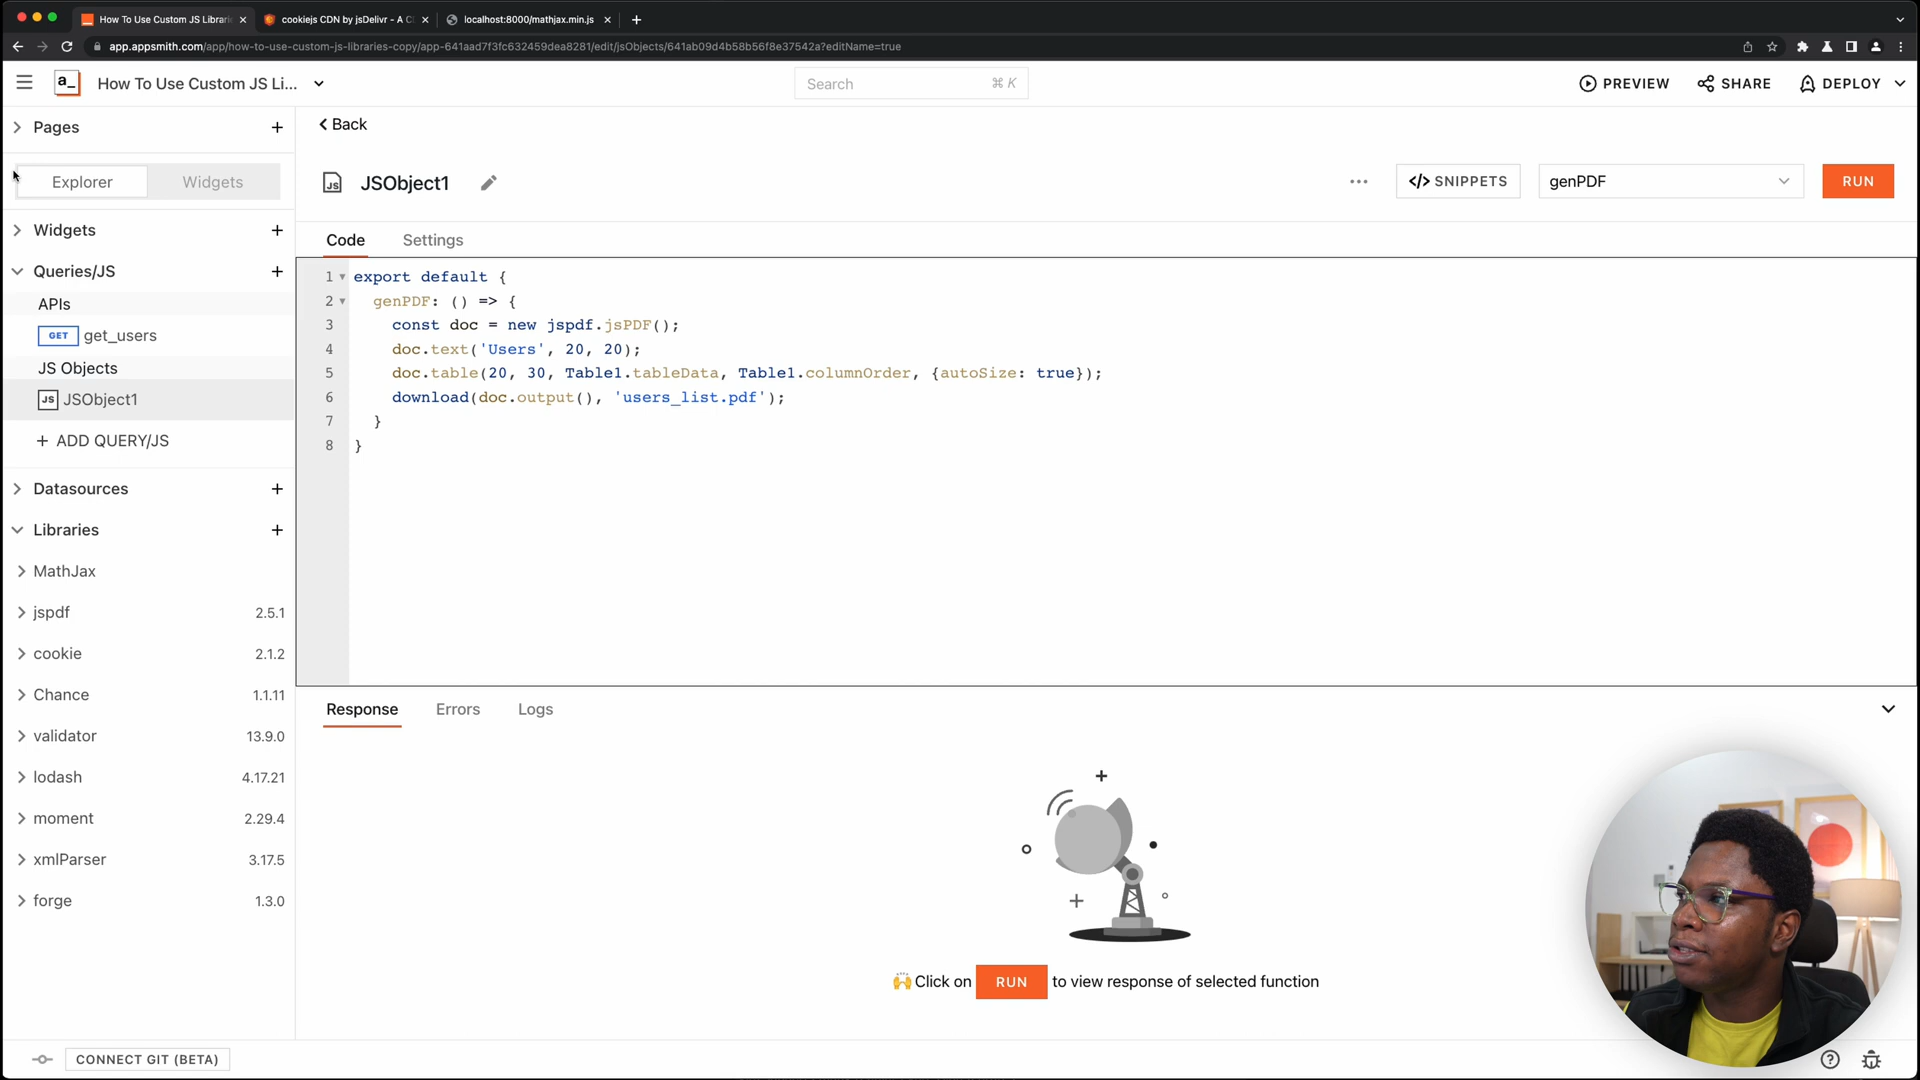 How To Use Custom JS Librari
cookiejs CDN by jsDelivr - A C
localhost:8000/mathjax.min.js
app.appsmith.com/app/how-to-use-custom-js-libraries-copy/app-641aad7f3fc632459dea8281/edit/jsObjects/641ab09d4b58b56f8e37542a?editName=true
a_
How To Use Custom JS Li...
Search
⌘ K
PREVIEW
SHARE
DEPLOY
Pages
Back
Explorer
Widgets
JS
JSObject1
</> SNIPPETS
genPDF
RUN
Widgets
Code
Settings
Queries/JS
APIs
GET get_users
JS Objects
JS JSObject1
+ ADD QUERY/JS
1 export default {
2 genPDF: () => {
3 const doc = new jspdf.jsPDF();
4 doc.text('Users', 20, 20);
5 doc.table(20, 30, Table1.tableData, Table1.columnOrder, {autoSize: true});
6 download(doc.output(), 'users_list.pdf');
7 }
8 }
Datasources
Libraries
MathJax
jspdf 2.5.1
cookie 2.1.2
Chance 1.1.11
validator 13.9.0
lodash 4.17.21
moment 2.29.4
xmlParser 3.17.5
forge 1.3.0
Response
Errors
Logs
🙌 Click on RUN to view response of selected function
CONNECT GIT (BETA)